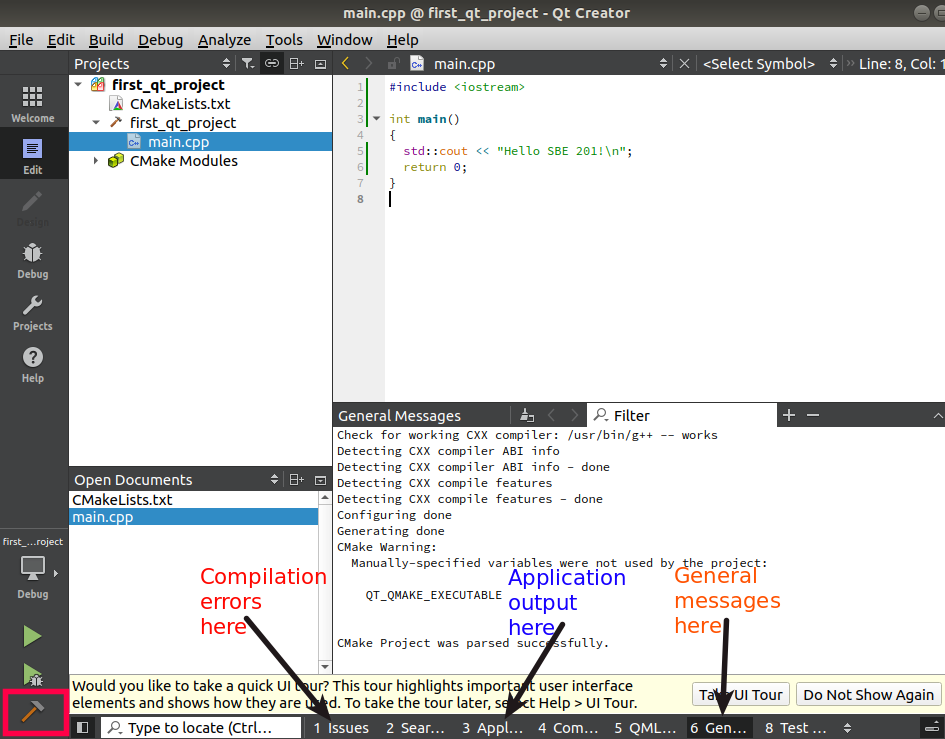 main.cpp @ first_qt_project - Qt Creator
File Edit Build Debug Analyze Tools Window Help
Projects
main.cpp
<Select Symbol>
Line: 8, Col: 1
Welcome
Edit
Design
Debug
Projects
Help
first_qt_project
CMakeLists.txt
first_qt_project
main.cpp
CMake Modules
1 #include <iostream>
2
3 int main()
4 {
5 std::cout << "Hello SBE 201!\n";
6 return 0;
7 }
8
General Messages
Filter
Check for working CXX compiler: /usr/bin/g++ -- works
Detecting CXX compiler ABI info
Detecting CXX compiler ABI info - done
Detecting CXX compile features
Detecting CXX compile features - done
Configuring done
Generating done
CMake Warning:
Manually-specified variables were not used by the project:
QT_QMAKE_EXECUTABLE
CMake Project was parsed successfully.
Open Documents
CMakeLists.txt
main.cpp
first_...roject
Debug
Compilation
errors
here
Application
output
here
General
messages
here
Would you like to take a quick UI tour? This tour highlights important user interface
elements and shows how they are used. To take the tour later, select Help > UI Tour.
Take UI Tour
Do Not Show Again
Type to locate (Ctrl...
1 Issues
2 Sear...
3 Appl...
4 Com...
5 QML...
6 Gen...
8 Test ...